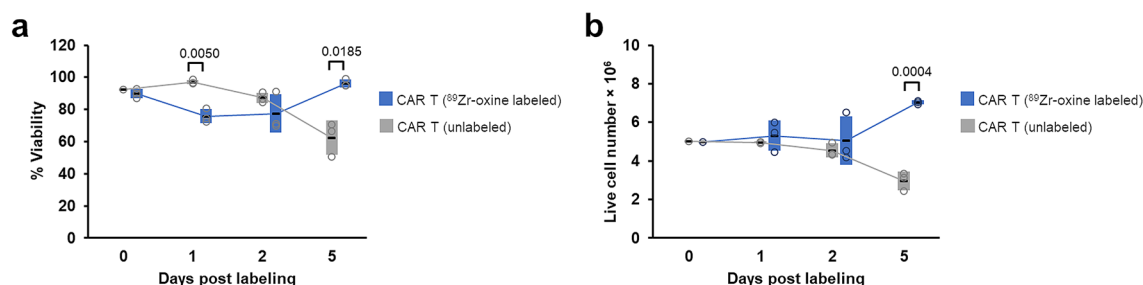 a
120
100
80
60
40
20
0
% Viability
0.0050
0.0185
0 1 2 5
Days post labeling
CAR T (⁸⁹Zr-oxine labeled)
CAR T (unlabeled)
b
10
8
6
4
2
0
Live cell number × 10⁶
0.0004
0 1 2 5
Days post labeling
CAR T (⁸⁹Zr-oxine labeled)
CAR T (unlabeled)